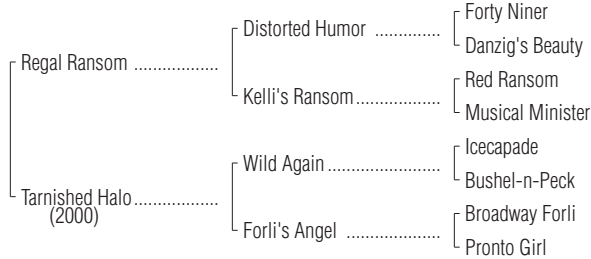 Forty Niner
Distorted Humor ..............
Danzig's Beauty
Regal Ransom ..................
Red Ransom
Kelli's Ransom..................
Musical Minister
Icecapade
Wild Again ........................
Bushel-n-Peck
Tarnished Halo..................
(2000)
Broadway Forli
Forli's Angel ....................
Pronto Girl